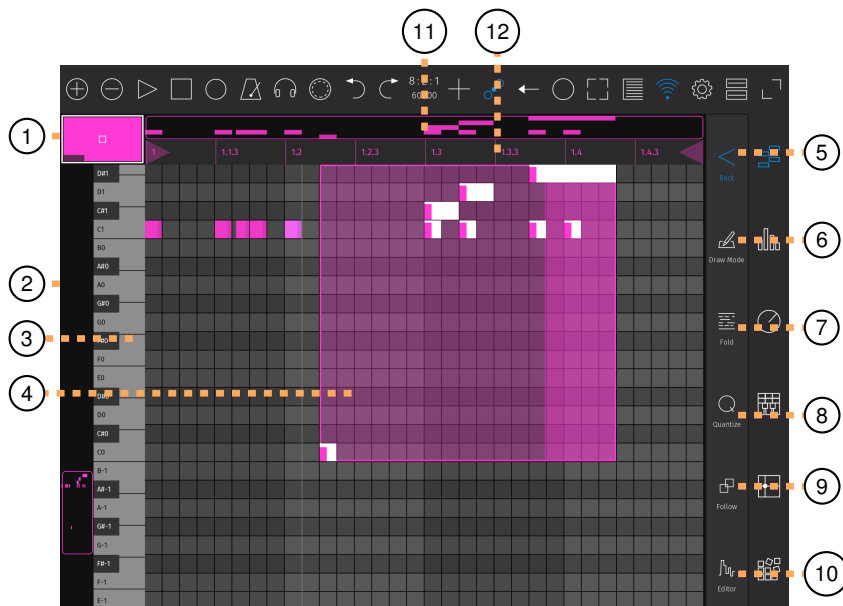 11
12
8:2:1
60.00
1
1
1.1.3
1.2
1.2.3
1.3
1.3.3
1.4
1.4.3
5
Back
D#1
D1
C#1
C1
6
Draw Mode
B0
A#0
2
A0
G#0
7
G0
Fold
3
F#0
F0
E0
4
D#0
D0
8
Quantize
C#0
C0
B-1
A#-1
9
Follow
A-1
G#-1
G-1
F#-1
10
Editor
F-1
E-1